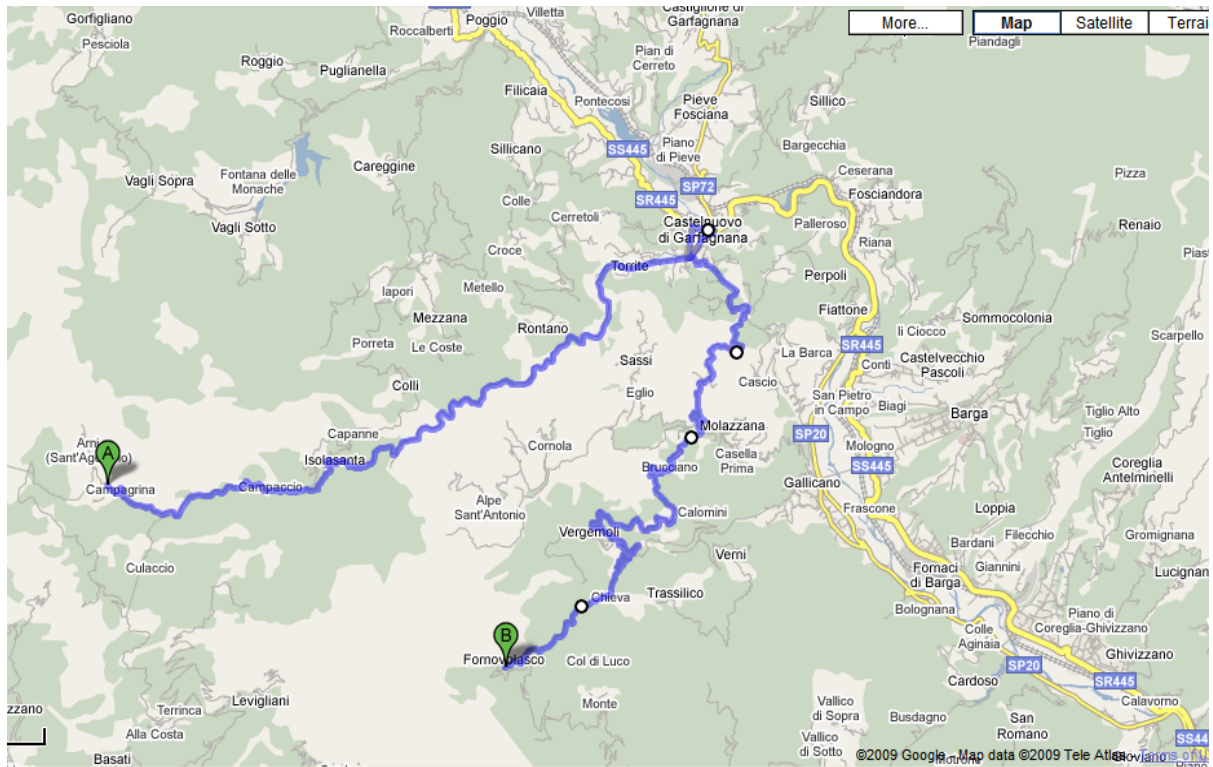 Gorfigliano
Pesciola
Roccalberti
Poggio
Villetta
Castiglione di
Garfagnana
More...
Map
Satellite
Terrai
Piandagli
Roggio
Puglianella
Pian di
Cerreto
Filicaia
Pontecosi
Pieve
Fosciana
Sillico
SS445
Piano
di Pieve
Sillicano
Bargecchia
Careggine
Vagli Sopra
Fontana delle
Monache
Ceserana
Fosciandora
Pizza
SP72
SR445
Colle
Cerretoli
Vagli Sotto
Castelnuovo
di Garfagnana
Palleroso
Renaio
Riana
Croce
Torrite
Piast
Perpoli
Iapori
Metello
Mezzana
Rontano
Fiattone
Sommocolonia
Ii Ciocco
Porreta
Le Coste
Sassi
La Barca
SR445
Conti
Castelvecchio
Pascoli
Scarpello
Colli
Eglio
Cascio
San Pietro
in Campo
Biagi
Barga
Tiglio Alto
Tiglio
Capanne
Molazzana
SP20
Mologno
Arni
(Sant'Agostino)
A
Isolasanta
Cornola
Casella
Prima
SS445
Coreglia
Antelminelli
Brucciano
Campagrina
Campaccio
Gallicano
Alpe
Sant'Antonio
Calomini
Frascone
Loppia
Vergemoli
Verni
Bardani
Filecchio
Gromignana
Culaccio
Fornaci
di Barga
Giannini
Lucignan
Chieva
Trassilico
Bolognana
Piano di
Coreglia-Ghivizzano
B
Colle
Aginaia
Fornovolasco
Col di Luco
Ghivizzano
SP20
Cardoso
SR445
Levigliani
Monte
Calavorno
zzano
Terrinca
Vallico
di Sopra
Busdagno
San
Romano
Alla Costa
Vallico
di Sotto
SS44
Basati
©2009 Google - Map data ©2009 Tele Atlas - Terms of U